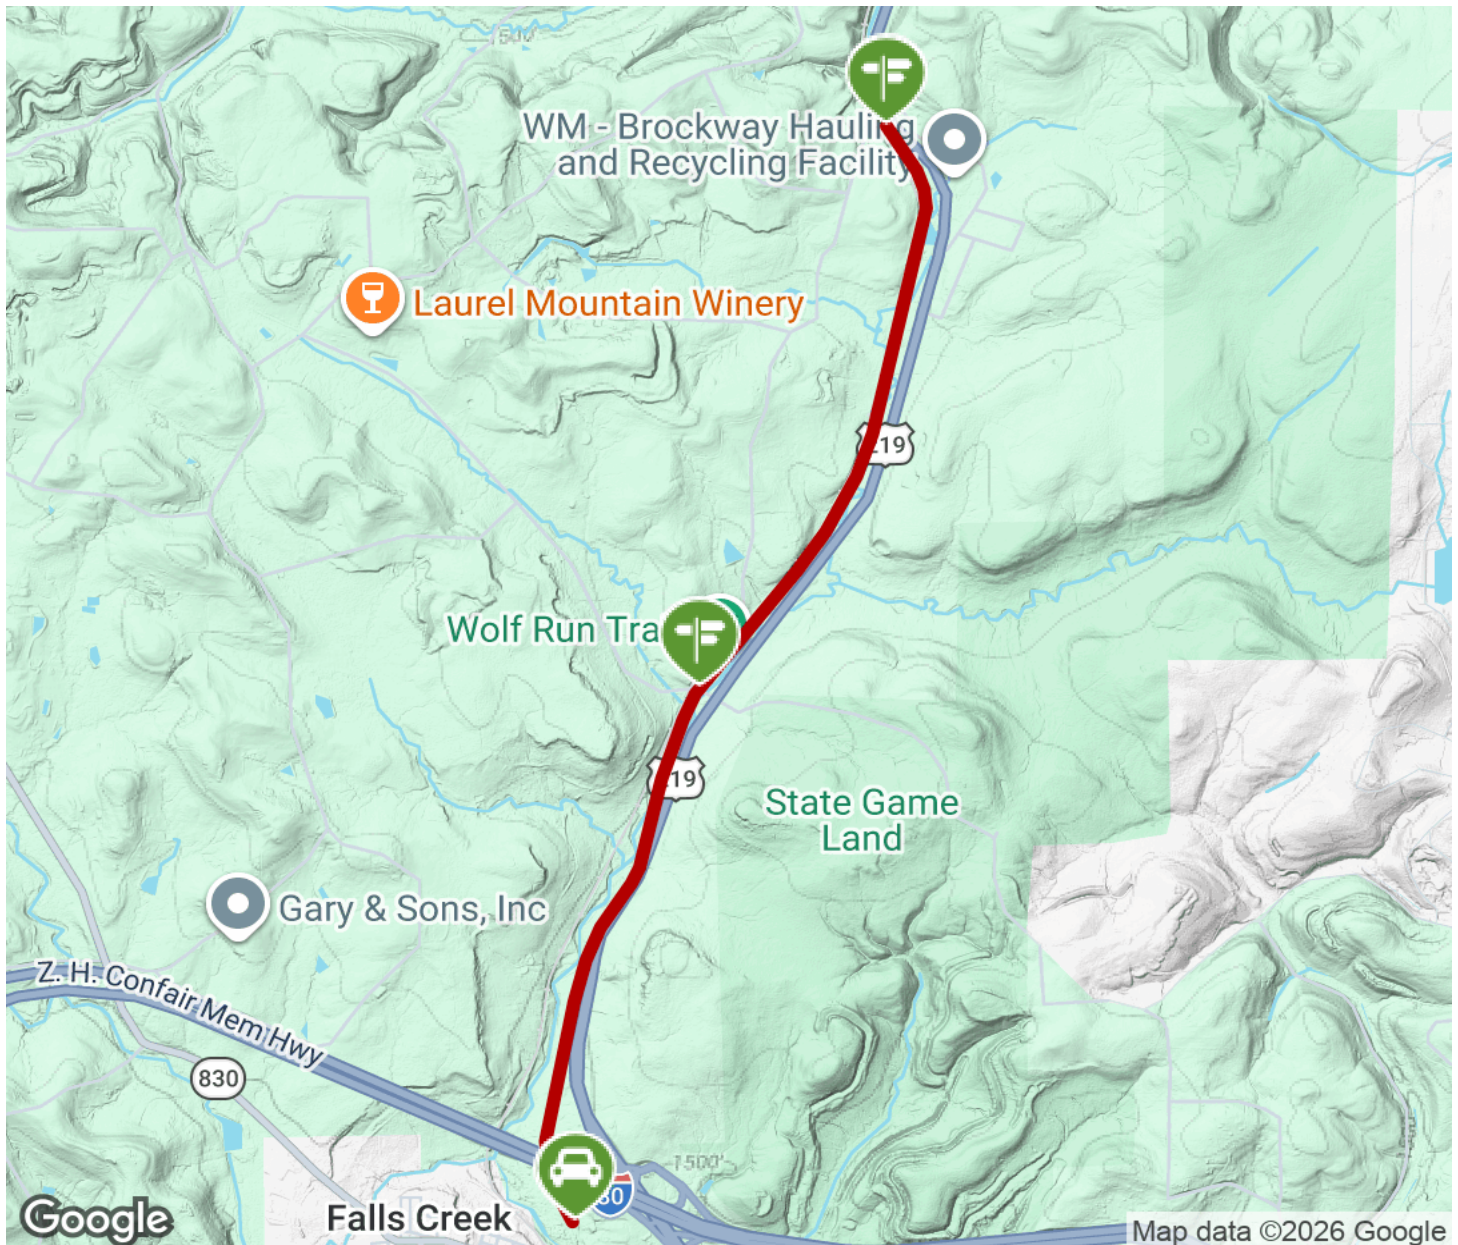 1500'
WM - Brockway Hauling
and Recycling Facility
Laurel Mountain Winery
219
Wolf Run Tra
219
State Game
Land
Gary & Sons, Inc
Z. H. Confair Mem Hwy
830
1500'
80
Falls Creek
Google
Map data ©2026 Google